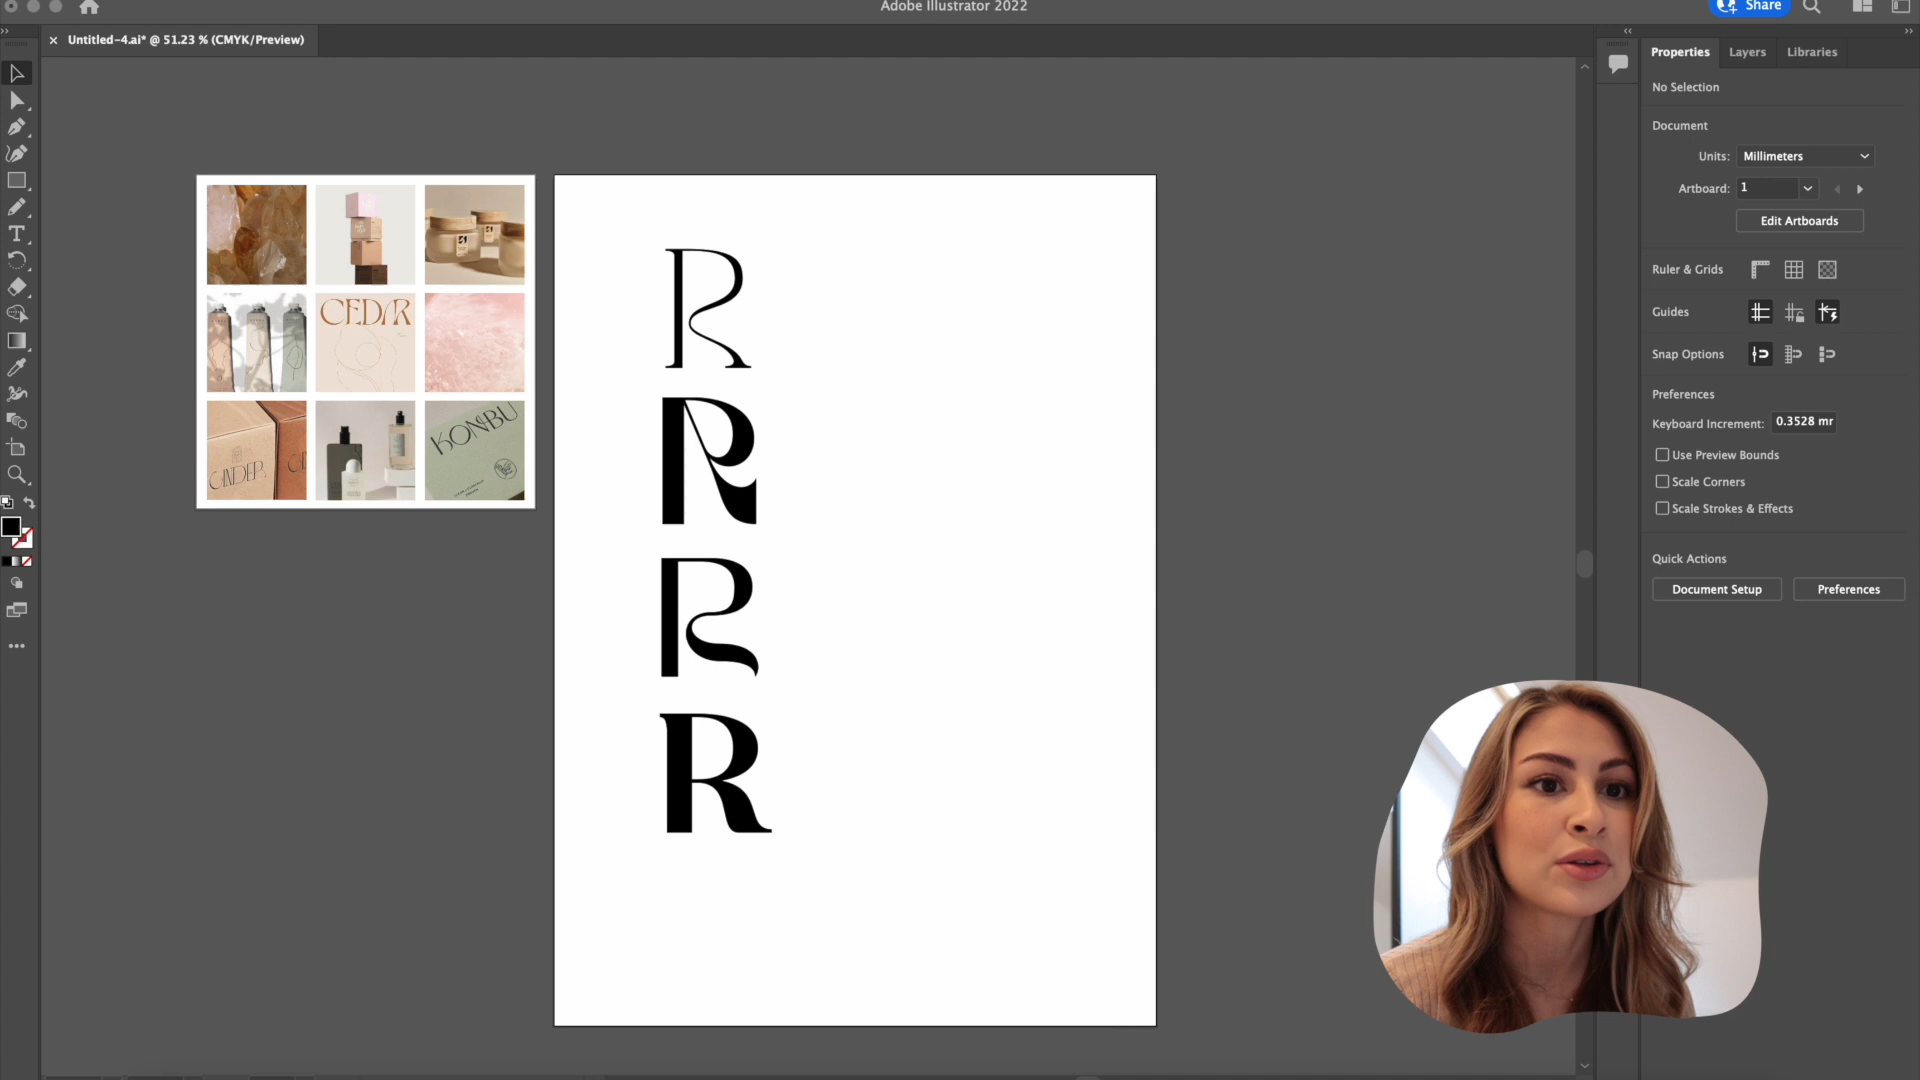 Adobe Illustrator 2022
Share
Untitled-4.ai* @ 51.23 % (CMYK/Preview)
Properties
Layers
Libraries
No Selection
Document
Units:
Millimeters
Artboard:
1
Edit Artboards
Ruler & Grids
Guides
Snap Options
Preferences
Keyboard Increment:
0.3528 mr
Use Preview Bounds
Scale Corners
Scale Strokes & Effects
Quick Actions
Document Setup
Preferences
CEDAR
KOMBU
R
R
R
R